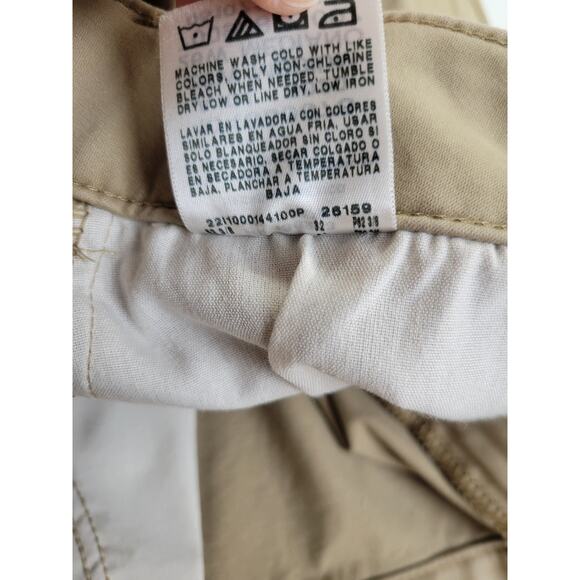 MACHINE WASH COLD WITH LIKE
COLORS, ONLY NON-CHLORINE
BLEACH WHEN NEEDED, TUMBLE
DRY LOW OR LINE DRY, LOW IRON
LAVAR EN LAVADORA CON COLORES
SIMILARES EN AGUA FRIA, USAR
SOLO BLANQUEADOR SIN CLORO SI
ES NECESARIO, SECAR COLGADO O
EN SECADORA A TEMPERATURA
BAJA, PLANCHAR A TEMPERATURA
BAJA
22I1000144100P 26159
32